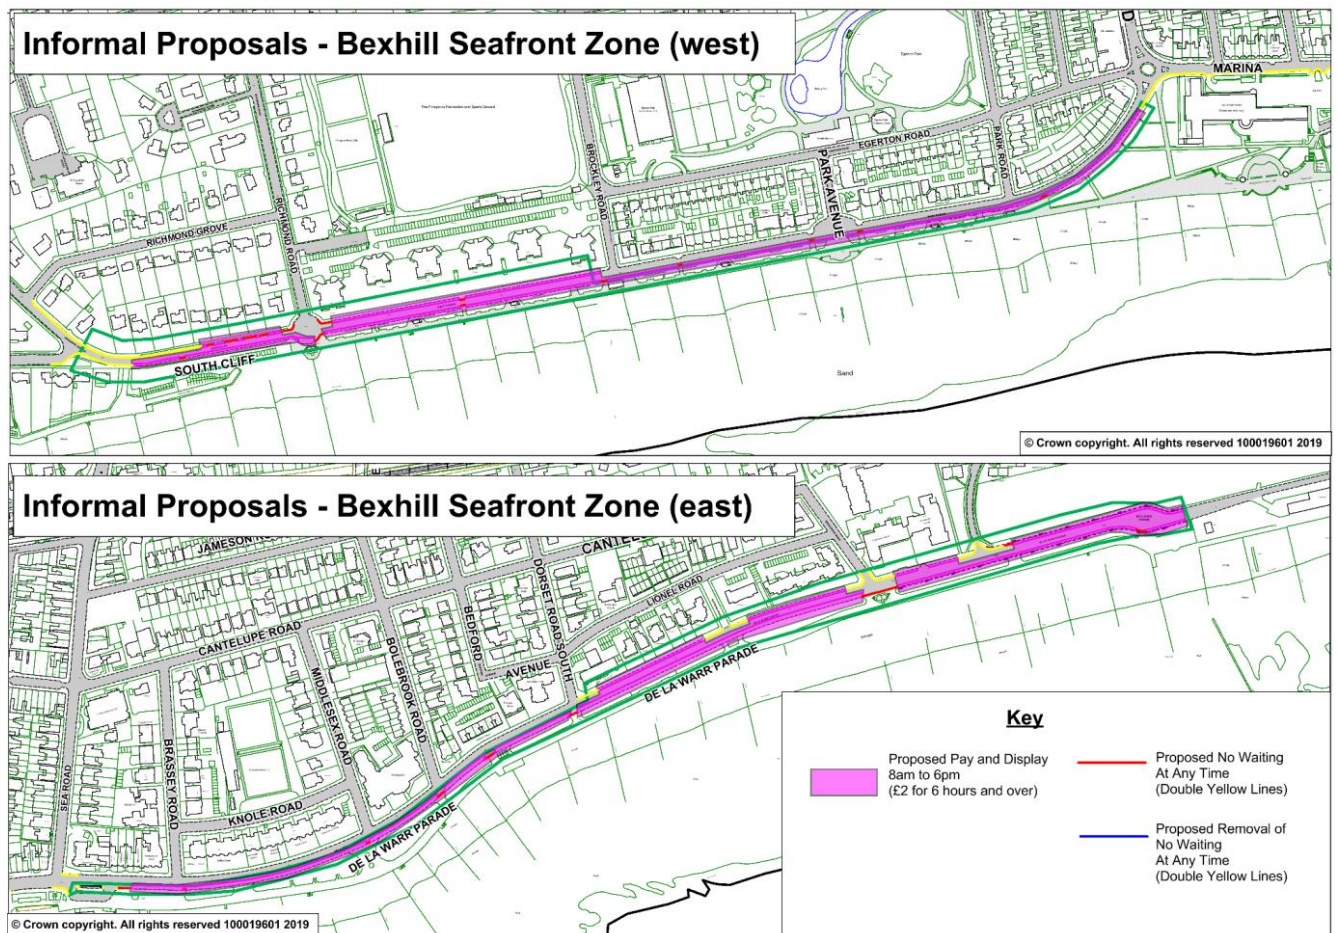 Informal Proposals - Bexhill Seafront Zone (west)
MARINA
EGERTON ROAD
PARK ROAD
BROCKLEY ROAD
PARK AVENUE
RICHMOND ROAD
RICHMOND GROVE
SOUTH CLIFF
Sand
© Crown copyright. All rights reserved 100019601 2019
Informal Proposals - Bexhill Seafront Zone (east)
CANTELUPE ROAD
DORSET ROAD SOUTH
LIONEL ROAD
BEDFORD
AVENUE
BOLEBROOK ROAD
MIDDLESEX ROAD
BRASSEY ROAD
SEA ROAD
KNOLE ROAD
DE LA WARR PARADE
DE LA WARR PARADE
Key
Proposed Pay and Display
8am to 6pm
(£2 for 6 hours and over)
Proposed No Waiting
At Any Time
(Double Yellow Lines)
Proposed Removal of
No Waiting
At Any Time
(Double Yellow Lines)
© Crown copyright. All rights reserved 100019601 2019